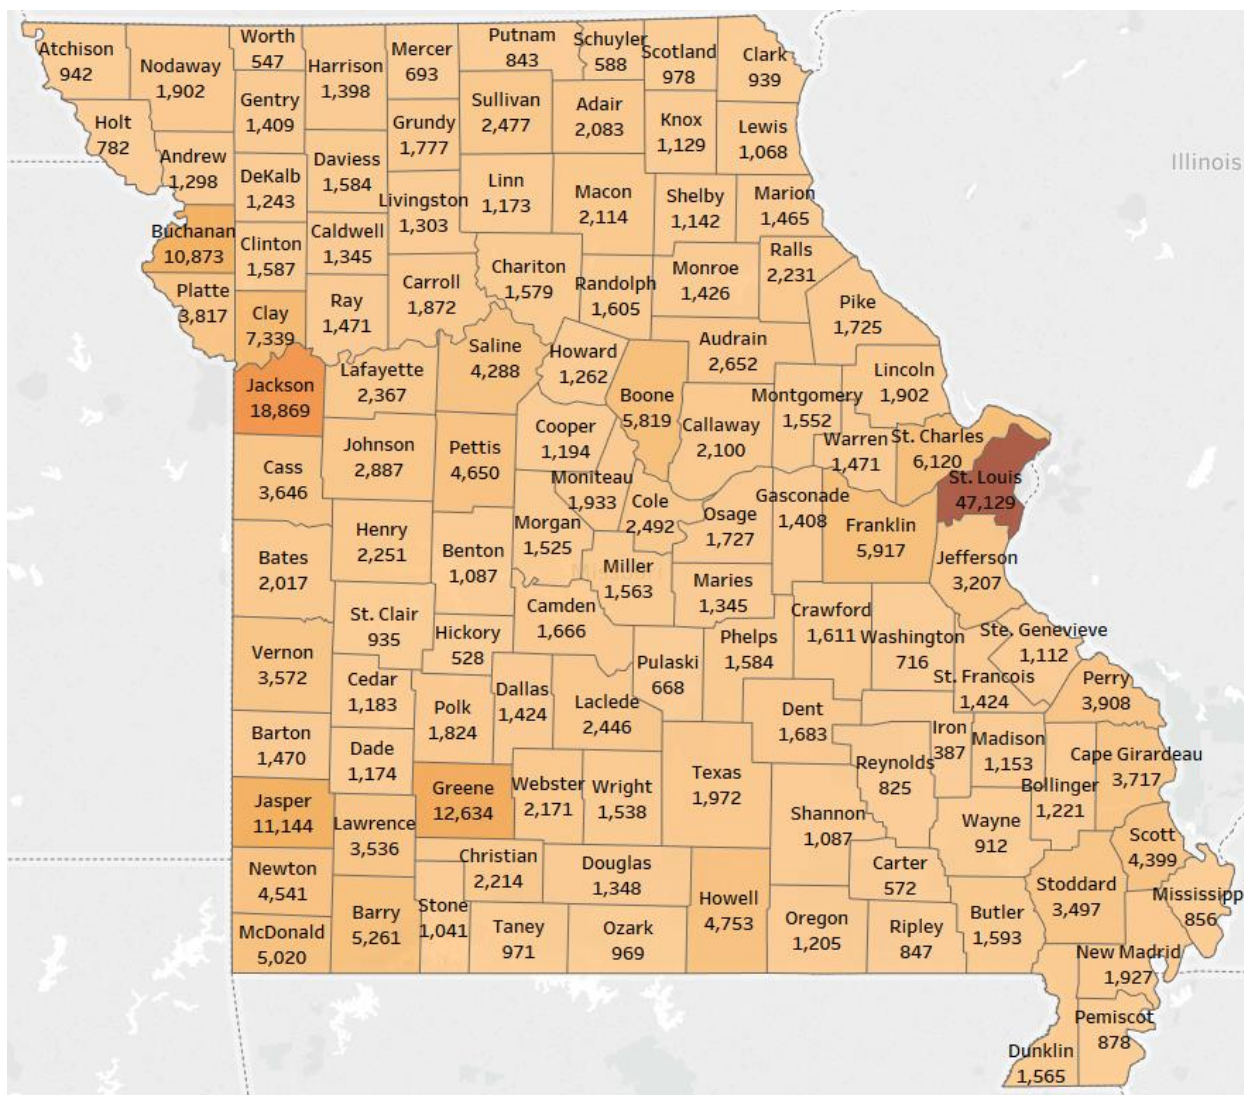 Atchison
942
Nodaway
1,902
Worth
547
Harrison
1,398
Mercer
693
Putnam
843
Schuyler
588
Scotland
978
Clark
939
Holt
782
Andrew
1,298
Gentry
1,409
DeKalb
1,243
Daviess
1,584
Grundy
1,777
Livingston
1,303
Sullivan
2,477
Linn
1,173
Adair
2,083
Macon
2,114
Knox
1,129
Shelby
1,142
Lewis
1,068
Marion
1,465
Illinois
Buchanan
10,873
Clinton
1,587
Caldwell
1,345
Platte
3,817
Clay
7,339
Ray
1,471
Carroll
1,872
Chariton
1,579
Randolph
1,605
Monroe
1,426
Ralls
2,231
Pike
1,725
Jackson
18,869
Lafayette
2,367
Saline
4,288
Howard
1,262
Boone
5,819
Audrain
2,652
Callaway
2,100
Montgomery
1,552
Lincoln
1,902
Warren
1,471
St. Charles
6,120
St. Louis
47,129
Cass
3,646
Johnson
2,887
Pettis
4,650
Cooper
1,194
Moniteau
1,933
Cole
2,492
Osage
1,727
Gasconade
1,408
Franklin
5,917
Jefferson
3,207
Bates
2,017
Henry
2,251
Benton
1,087
Morgan
1,525
Miller
1,563
Maries
1,345
Camden
1,666
St. Clair
935
Hickory
528
Vernon
3,572
Cedar
1,183
Polk
1,824
Dallas
1,424
Laclede
2,446
Pulaski
668
Phelps
1,584
Crawford
1,611
Washington
716
Ste. Genevieve
1,112
St. Francois
1,424
Perry
3,908
Barton
1,470
Dade
1,174
Dent
1,683
Iron
387
Madison
1,153
Cape Girardeau
3,717
Bollinger
1,221
Reynolds
825
Jasper
11,144
Greene
12,634
Webster
2,171
Wright
1,538
Texas
1,972
Shannon
1,087
Wayne
912
Scott
4,399
Lawrence
3,536
Newton
4,541
Christian
2,214
Douglas
1,348
Howell
4,753
Carter
572
Stoddard
3,497
Mississipp
856
McDonald
5,020
Barry
5,261
Stone
1,041
Taney
971
Ozark
969
Oregon
1,205
Ripley
847
Butler
1,593
New Madrid
1,927
Pemiscot
878
Dunklin
1,565